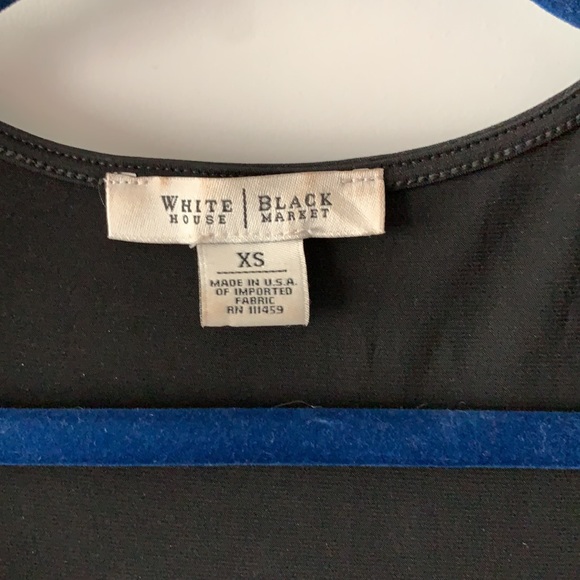 WHITE | BLACK
HOUSE | MARKET
XS
MADE IN U.S.A.
OF IMPORTED
FABRIC
RN 111459